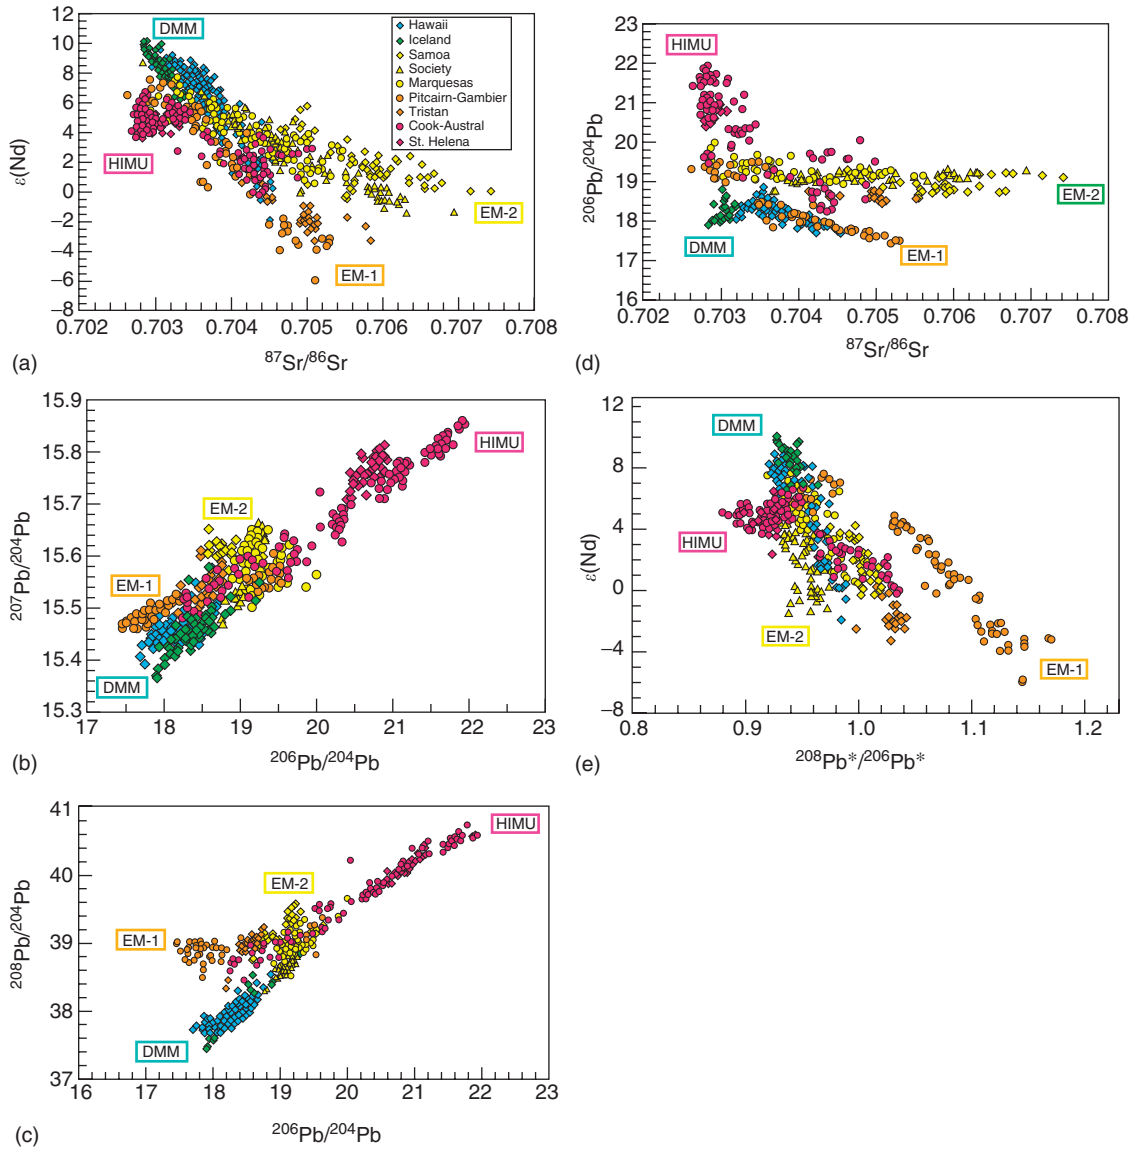 12
10
8
6
4
2
0
−2
−4
−6
−8
ε(Nd)
DMM
HIMU
EM-2
EM-1
Hawaii
Iceland
Samoa
Society
Marquesas
Pitcairn-Gambier
Tristan
Cook-Austral
St. Helena
0.702 0.703 0.704 0.705 0.706 0.707 0.708
(a)
87Sr/86Sr
23
22
21
20
19
18
17
16
206Pb/204Pb
HIMU
EM-2
DMM
EM-1
0.702 0.703 0.704 0.705 0.706 0.707 0.708
(d)
87Sr/86Sr
15.9
15.8
15.7
15.6
15.5
15.4
15.3
207Pb/204Pb
HIMU
EM-2
EM-1
DMM
17 18 19 20 21 22 23
(b)
206Pb/204Pb
12
8
4
0
−4
−8
ε(Nd)
DMM
HIMU
EM-2
EM-1
0.8 0.9 1.0 1.1 1.2
(e)
208Pb*/206Pb*
41
40
39
38
37
208Pb/204Pb
HIMU
EM-2
EM-1
DMM
16 17 18 19 20 21 22 23
(c)
206Pb/204Pb